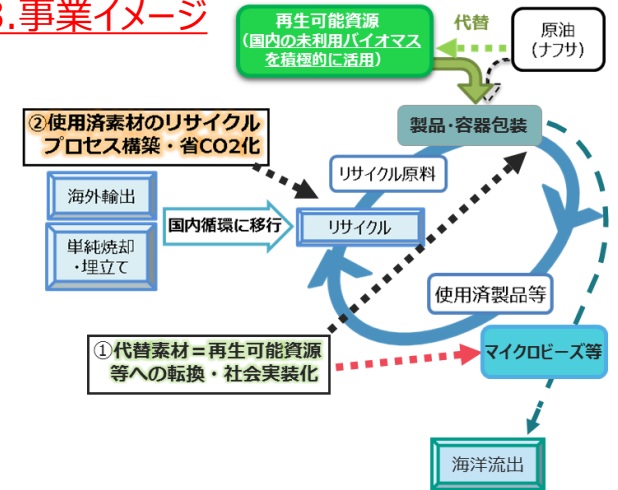 3.事業イメージ
再生可能資源
（国内の未利用バイオマス
を積極的に活用）
代替
原油
(ナフサ)
②使用済素材のリサイクル
プロセス構築・省CO2化
製品･容器包装
リサイクル原料
海外輸出
国内循環に移行
リサイクル
単純焼却
･埋立て
使用済製品等
①代替素材＝再生可能資源
等への転換・社会実装化
マイクロビーズ等
海洋流出